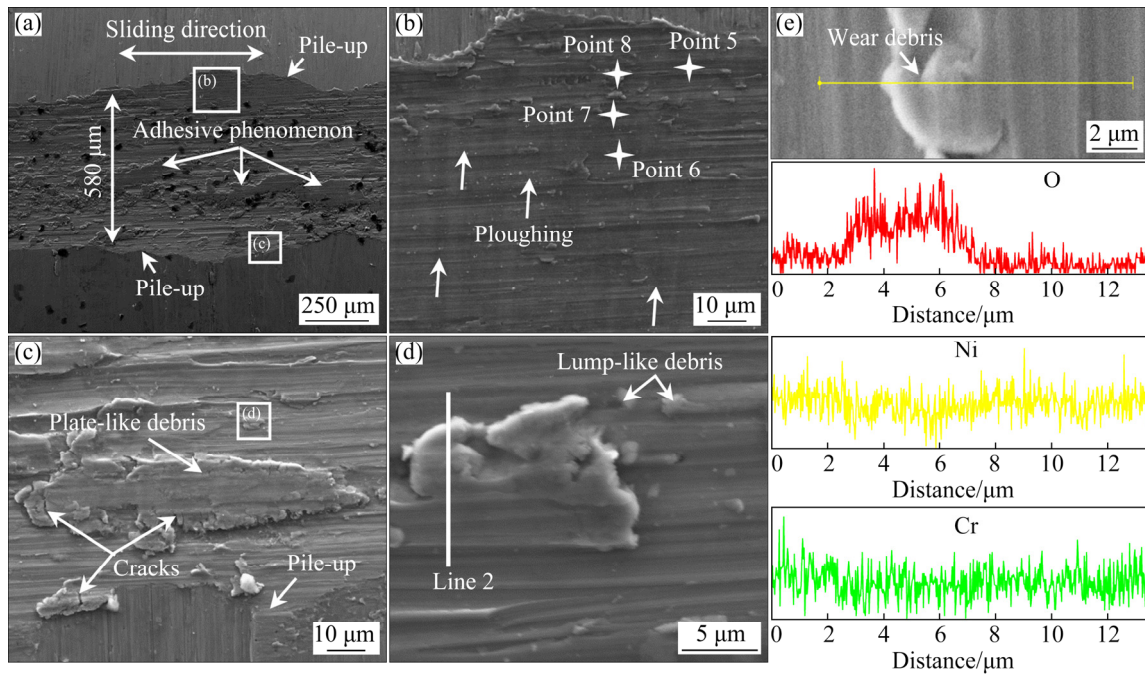 (a)
Sliding direction
Pile-up
(b)
Adhesive phenomenon
580 μm
(c)
Pile-up
250 μm
(b)
Point 8
Point 5
Point 7
Point 6
Ploughing
10 μm
(c)
(d)
Plate-like debris
Cracks
Pile-up
10 μm
(d)
Lump-like debris
Line 2
5 μm
(e)
Wear debris
2 μm
O
0 2 4 6 8 10 12
Distance/μm
Ni
0 2 4 6 8 10 12
Distance/μm
Cr
0 2 4 6 8 10 12
Distance/μm